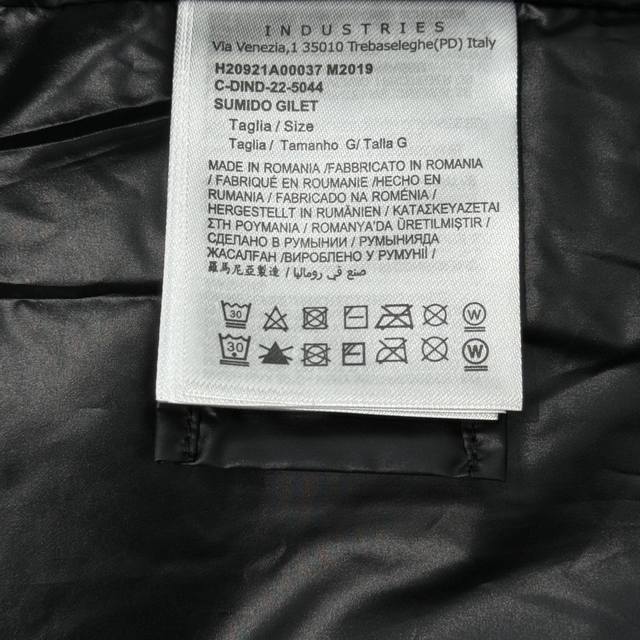 INDUSTRIES
Via Venezia,1 35010 Trebaseleghe(PD) Italy
H20921A00037 M2019
C-DIND-22-5044
SUMIDO GILET
Taglia / Size
Taglia / Tamanho G/ Talla G
MADE IN ROMANIA /FABBRICATO IN ROMANIA
/ FABRIQUÉ EN ROUMANIE /HECHO EN
RUMANIA / FABRICADO NA ROMÉNIA /
HERGESTELLT IN RUMÄNIEN / ΚΑΤΑΣΚΕΥΑΖΕΤΑΙ
ΣΤΗ ΡΟΥΜΑΝΙΑ / ROMANYA'DA ÜRETILMIŞTIR /
СДЕЛАНО В РУМЫНИИ / РУМЫНИЯДА
ЖАСАЛҒАН /ВИРОБЛЕНО У РУМУНІЇ /
羅馬尼亞製造 / صنع في رومانيا /
30 W
30 W